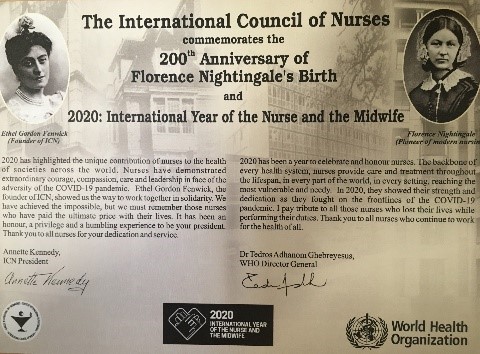 The International Council of Nurses
commemorates the
200th Anniversary of
Florence Nightingale's Birth
and
2020: International Year of the Nurse and the Midwife
Ethel Gordon Fenwick
(Founder of ICN)
Florence Nightingale
(Pioneer of modern nursin
2020 has highlighted the unique contribution of nurses to the health
of societies across the world. Nurses have demonstrated
extraordinary courage, compassion, care and leadership in face of the
adversity of the COVID-19 pandemic. Ethel Gordon Fenwick, the
founder of ICN, showed us the way to work together in solidarity. We
have achieved the impossible, but we must remember those nurses
who have paid the ultimate price with their lives. It has been an
honour, a privilege and a humbling experience to be your president.
Thank you to all nurses for your dedication and service.
Annette Kennedy,
ICN President
Annette Kennedy
2020 has been a year to celebrate and honour nurses. The backbone of
every health system, nurses provide care and treatment throughout
the lifespan, in every part of the world, in every setting, reaching the
most vulnerable and needy. In 2020, they showed their strength and
dedication as they fought on the frontlines of the COVID-19
pandemic. I pay tribute to all those nurses who lost their lives while
performing their duties. Thank you to all nurses who continue to work
for the health of all.
Dr Tedros Adhanom Ghebreyesus,
WHO Director General
2020
INTERNATIONAL YEAR
OF THE NURSE AND
THE MIDWIFE
World Health
Organization